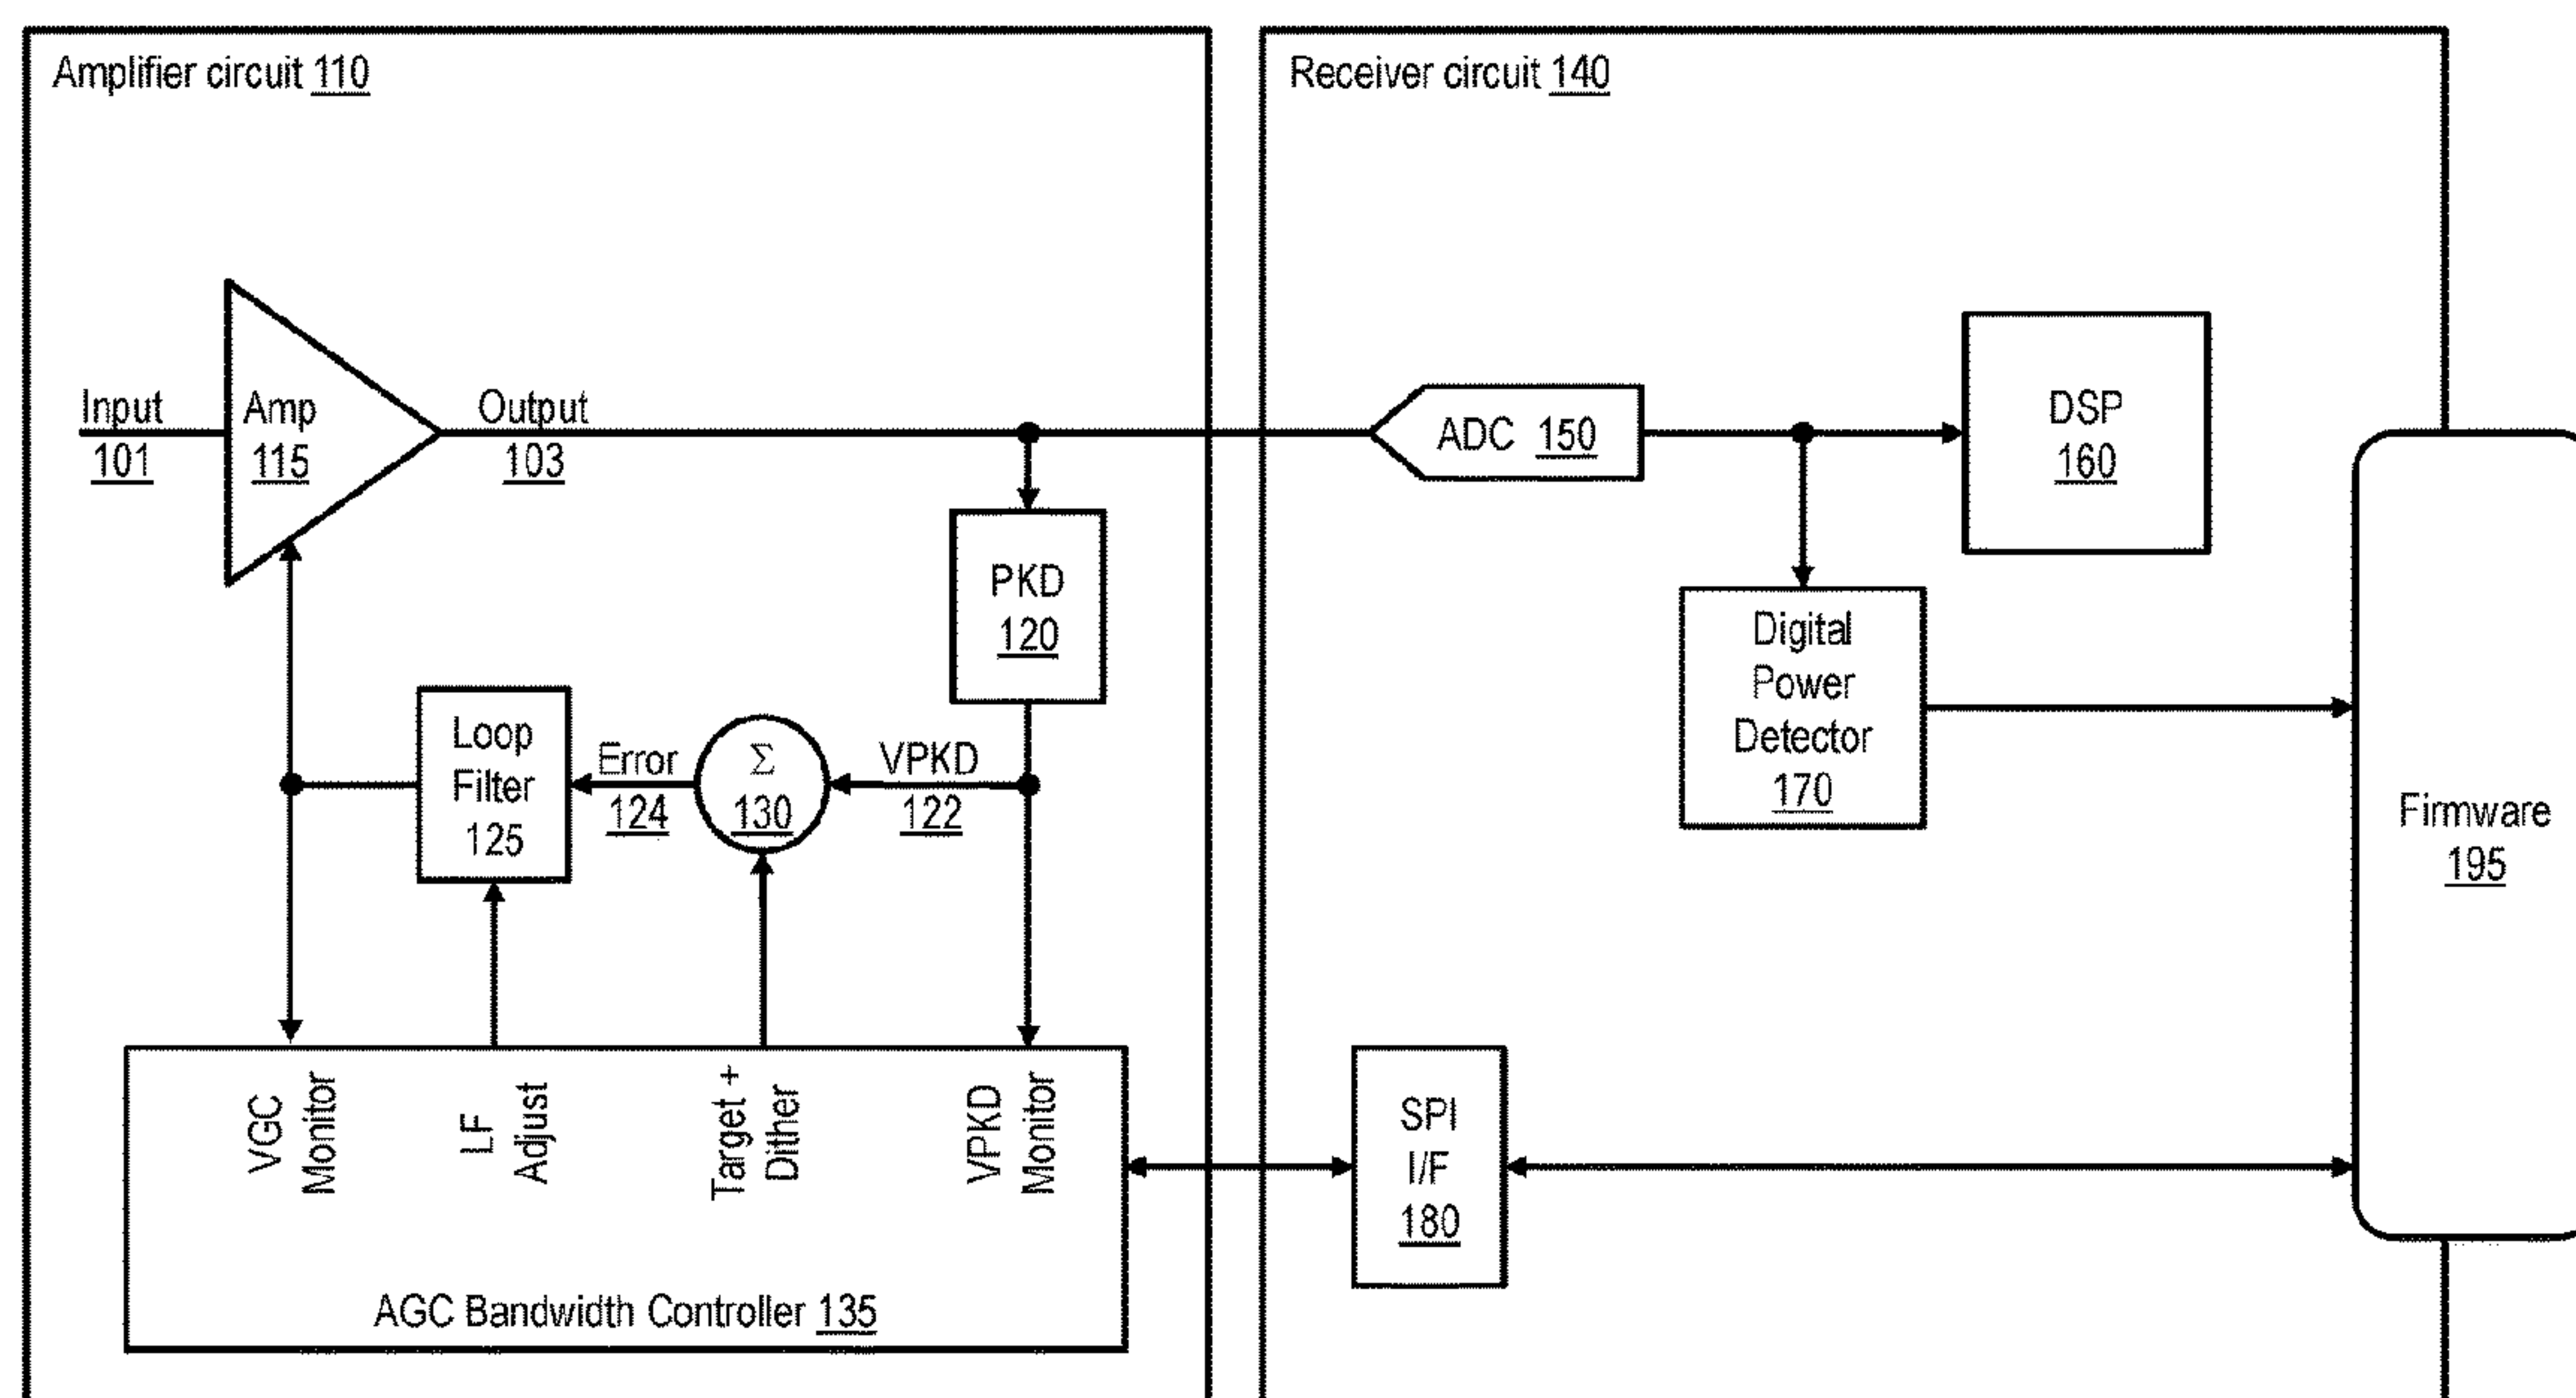 Amplifier circuit 110
Receiver circuit 140
Input
101
Amp
115
Output
103
ADC 150
DSP
160
PKD
120
Digital
Power
Detector
170
Loop
Filter
125
Error
124
Σ
130
VPKD
122
Firmware
195
VGC
Monitor
LF
Adjust
Target +
Dither
VPKD
Monitor
SPI
I/F
180
AGC Bandwidth Controller 135